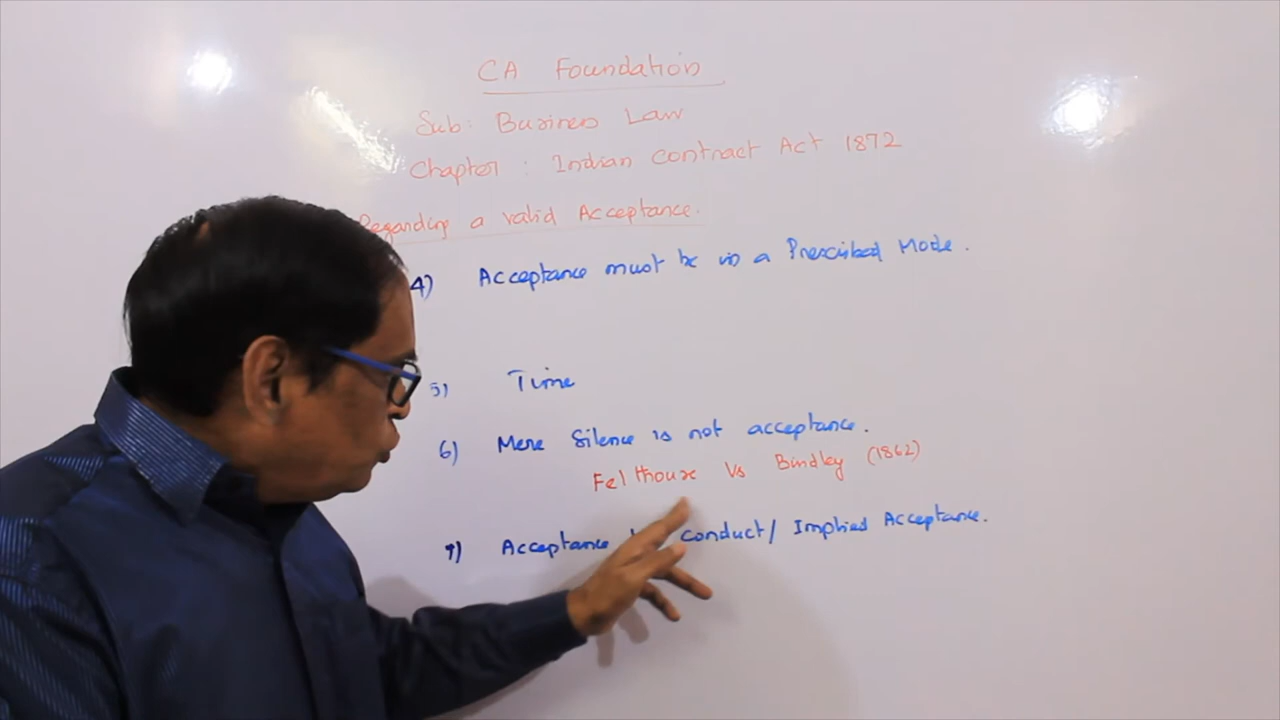 CA Foundation
Sub: Business Law
Chapter : Indian Contract Act 1872
Regarding a valid Acceptance.
4) Acceptance must be in a Prescribed Mode.
5) Time
6) Mere Silence is not acceptance.
Felthouse Vs Bindley (1862)
7) Acceptance conduct/ Implied Acceptance.